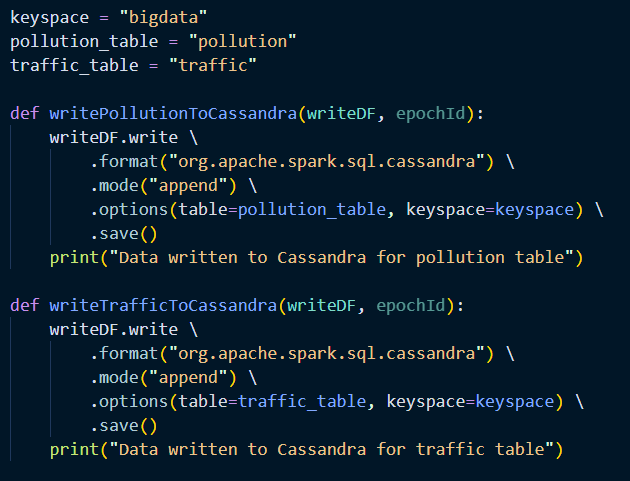 keyspace = "bigdata"
pollution_table = "pollution"
traffic_table = "traffic"

def writePollutionToCassandra(writeDF, epochId):
    writeDF.write \
        .format("org.apache.spark.sql.cassandra") \
        .mode("append") \
        .options(table=pollution_table, keyspace=keyspace) \
        .save()
    print("Data written to Cassandra for pollution table")

def writeTrafficToCassandra(writeDF, epochId):
    writeDF.write \
        .format("org.apache.spark.sql.cassandra") \
        .mode("append") \
        .options(table=traffic_table, keyspace=keyspace) \
        .save()
    print("Data written to Cassandra for traffic table")